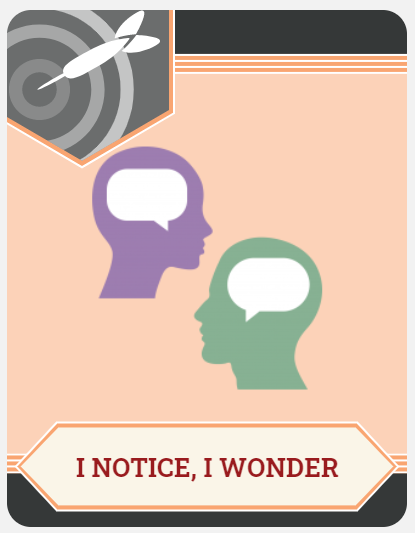 I NOTICE, I WONDER